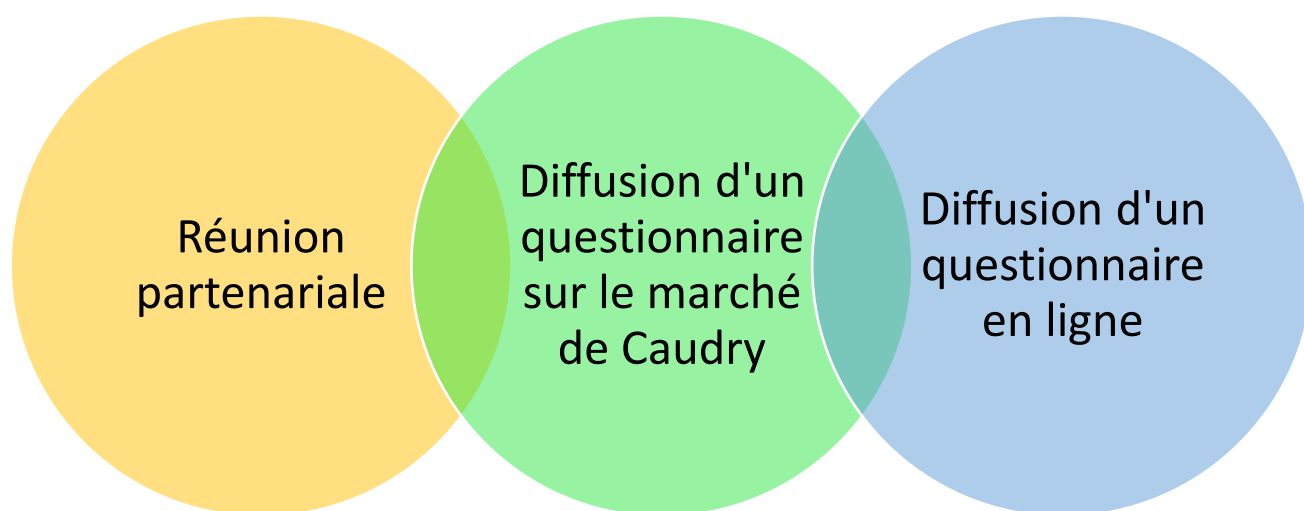 Réunion
partenariale
Diffusion d'un
questionnaire
sur le marché
de Caudry
Diffusion d'un
questionnaire
en ligne